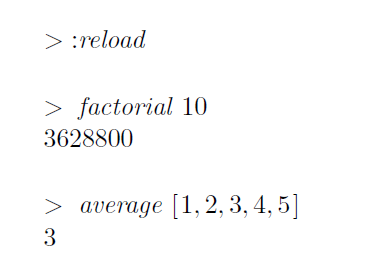 > :reload
> factorial 10
3628800
> average [1, 2, 3, 4, 5]
3